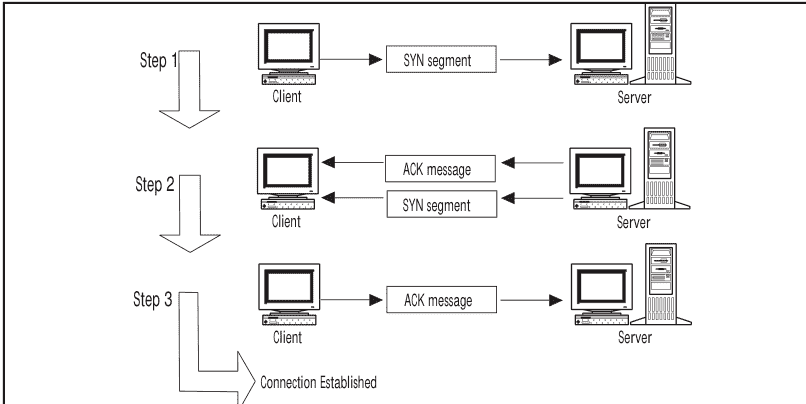 Step 1
SYN segment
Client
Server
Step 2
ACK message
SYN segment
Client
Server
Step 3
ACK message
Client
Server
Connection Established